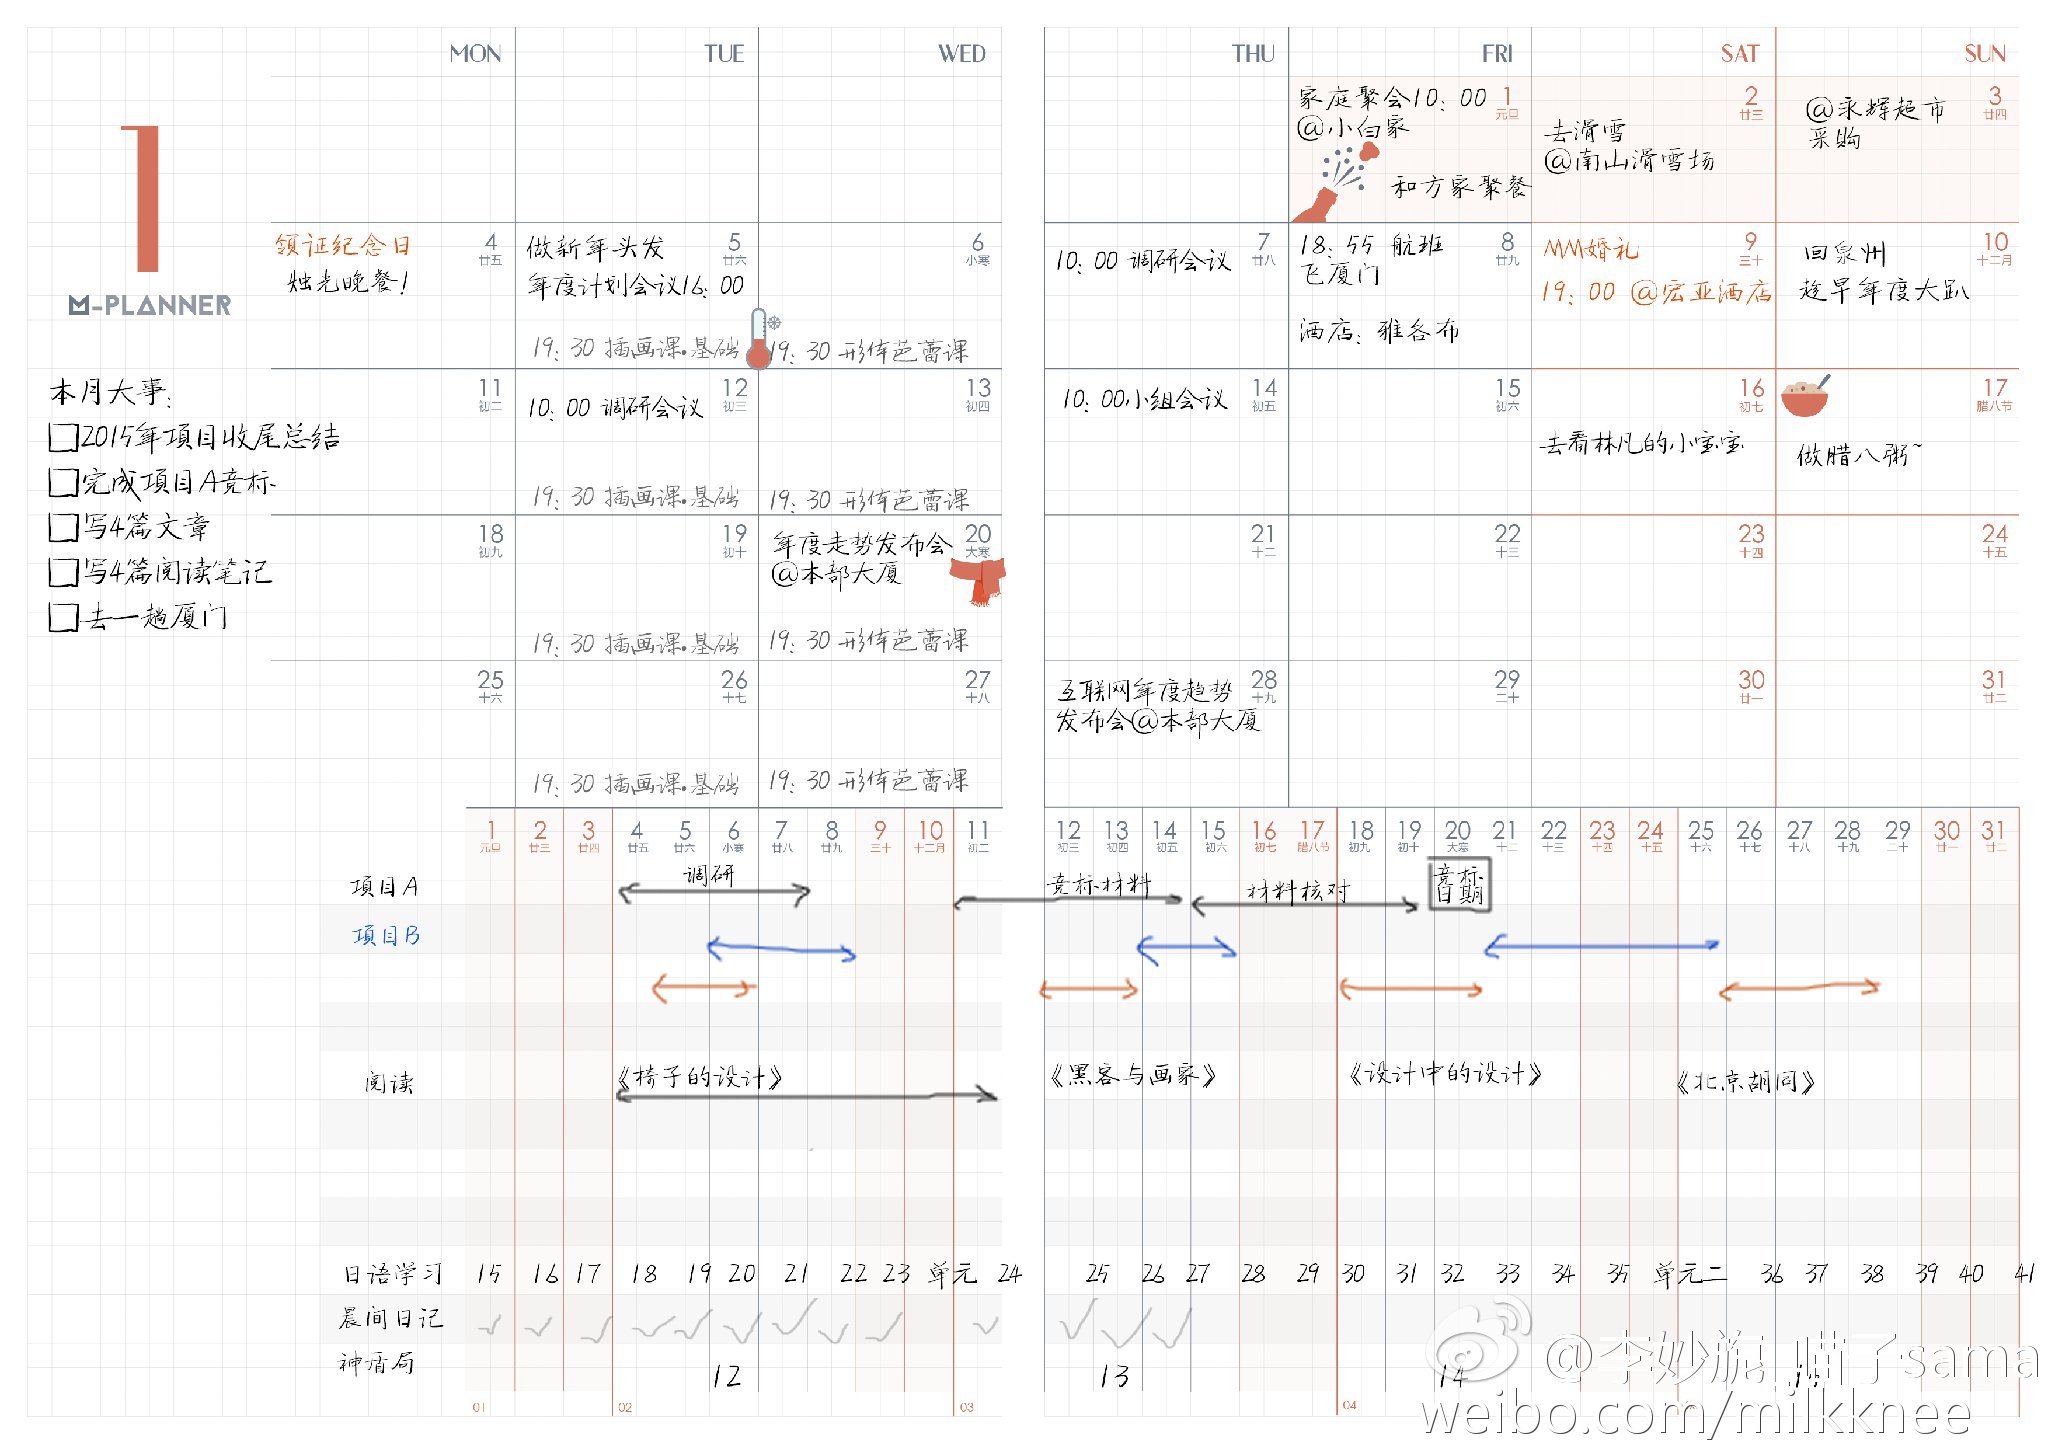 MON TUE WED THU FRI SAT SUN
1
M-PLANNER
家庭聚会10：00
@小白家
和方家聚餐
1
元旦
去滑雪
@南山滑雪场
2
廿三
@永辉超市
采购
3
廿四
领证纪念日
烛光晚餐！
4
廿五
做新年头发
年度计划会议16：00
19：30 插画课·基础
5
廿六
19：30 形体芭蕾课
6
小寒
10：00 调研会议
7
廿八
18：55 航班
飞厦门
酒店：雅各布
8
廿九
MM婚礼
19：00 @宏亚酒店
9
三十
回泉州
趁早年度大趴
10
十二月
本月大事：
2015年项目收尾总结
完成项目A竞标
写4篇文章
写4篇阅读笔记
去一趟厦门
11
初二
10：00 调研会议
19：30 插画课·基础
12
初三
19：30 形体芭蕾课
13
初四
10：00小组会议
14
初五
15
初六
去看林凡的小宝宝
16
初七
做腊八粥~
17
腊八节
18
初九
19：30 插画课·基础
19
初十
年度走势发布会
@本部大厦
19：30 形体芭蕾课
20
大寒
21
十二
22
十三
23
十四
24
十五
25
十六
19：30 插画课·基础
26
十七
19：30 形体芭蕾课
27
十八
互联网年度趋势
发布会@本部大厦
28
十九
29
二十
30
廿一
31
廿二
1 2 3 4 5 6 7 8 9 10 11 12 13 14 15 16 17 18 19 20 21 22 23 24 25 26 27 28 29 30 31
元旦 廿三 廿四 廿五 廿六 小寒 廿八 廿九 三十 十二月 初二 初三 初四 初五 初六 初七 腊八节 初九 初十 大寒 十二 十三 十四 十五 十六 十七 十八 十九 二十 廿一 廿二
项目A 调研 竞标材料 材料核对 竞标
日期
项目B
阅读 《椅子的设计》 《黑客与画家》 《设计中的设计》 《北京胡同》
日语学习 15 16 17 18 19 20 21 22 23 单元 24 25 26 27 28 29 30 31 32 33 34 35 单元二 36 37 38 39 40 41
晨间日记
神盾局 12 13 14
01 02 03 04
weibo.com/milkknee